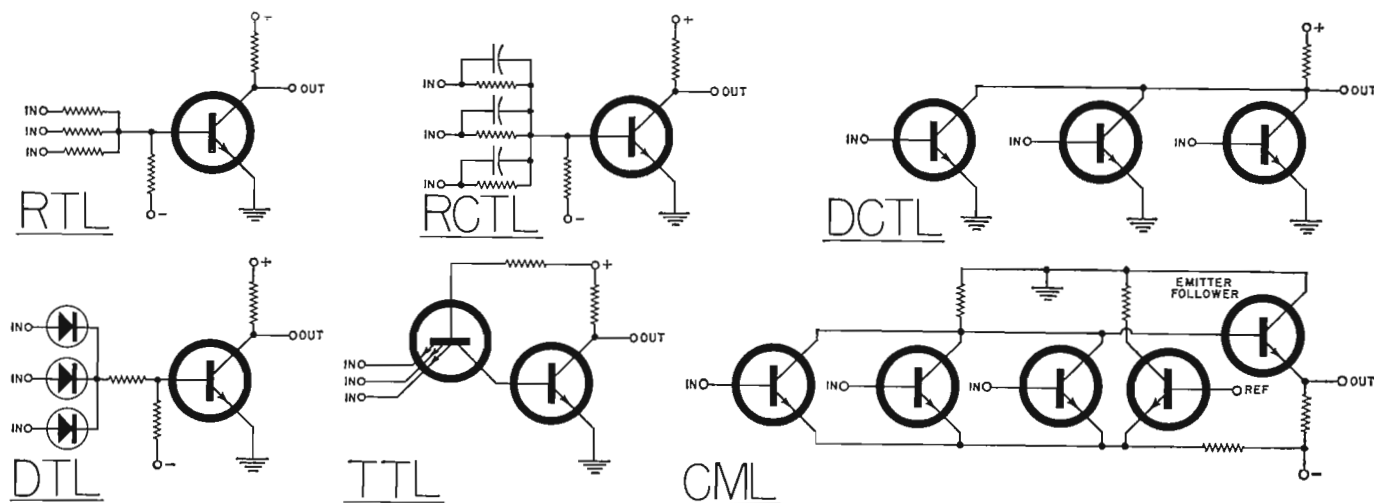 +
IN
IN
IN
OUT
-
RTL
+
IN
IN
IN
OUT
-
RCTL
+
IN
IN
IN
OUT
DCTL
+
IN
IN
IN
OUT
-
DTL
+
IN
IN
IN
OUT
TTL
EMITTER
FOLLOWER
IN
IN
IN
REF
OUT
-
CML